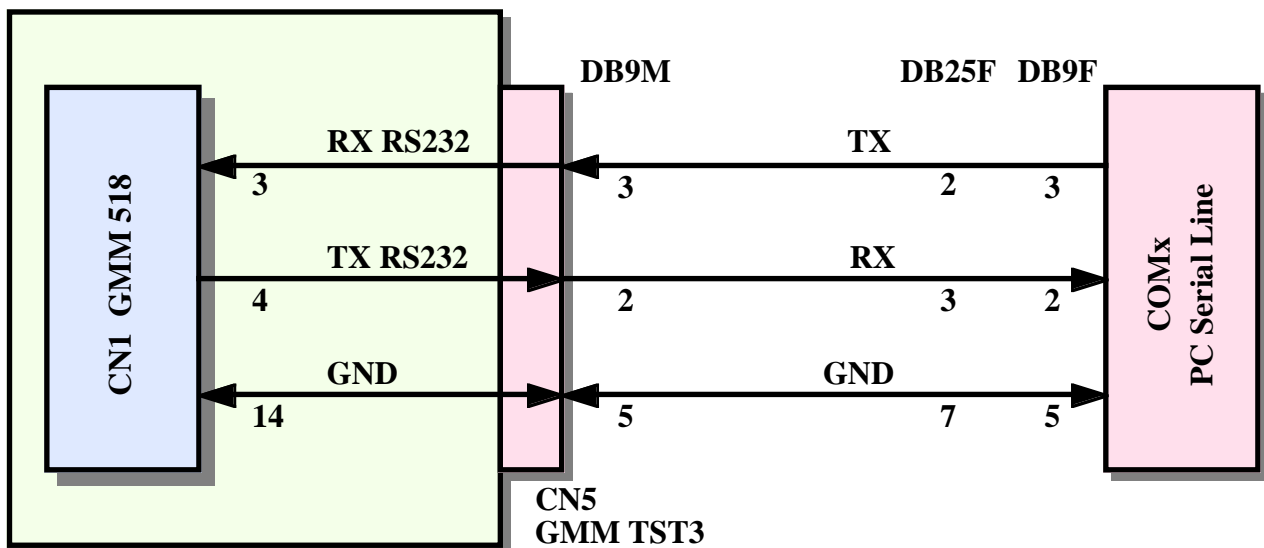 DB9M DB25F DB9F
RX RS232 TX
3 3 2 3
TX RS232 RX
4 2 3 2
GND GND
14 5 7 5
CN1 GMM 518
COMx
PC Serial Line
CN5
GMM TST3